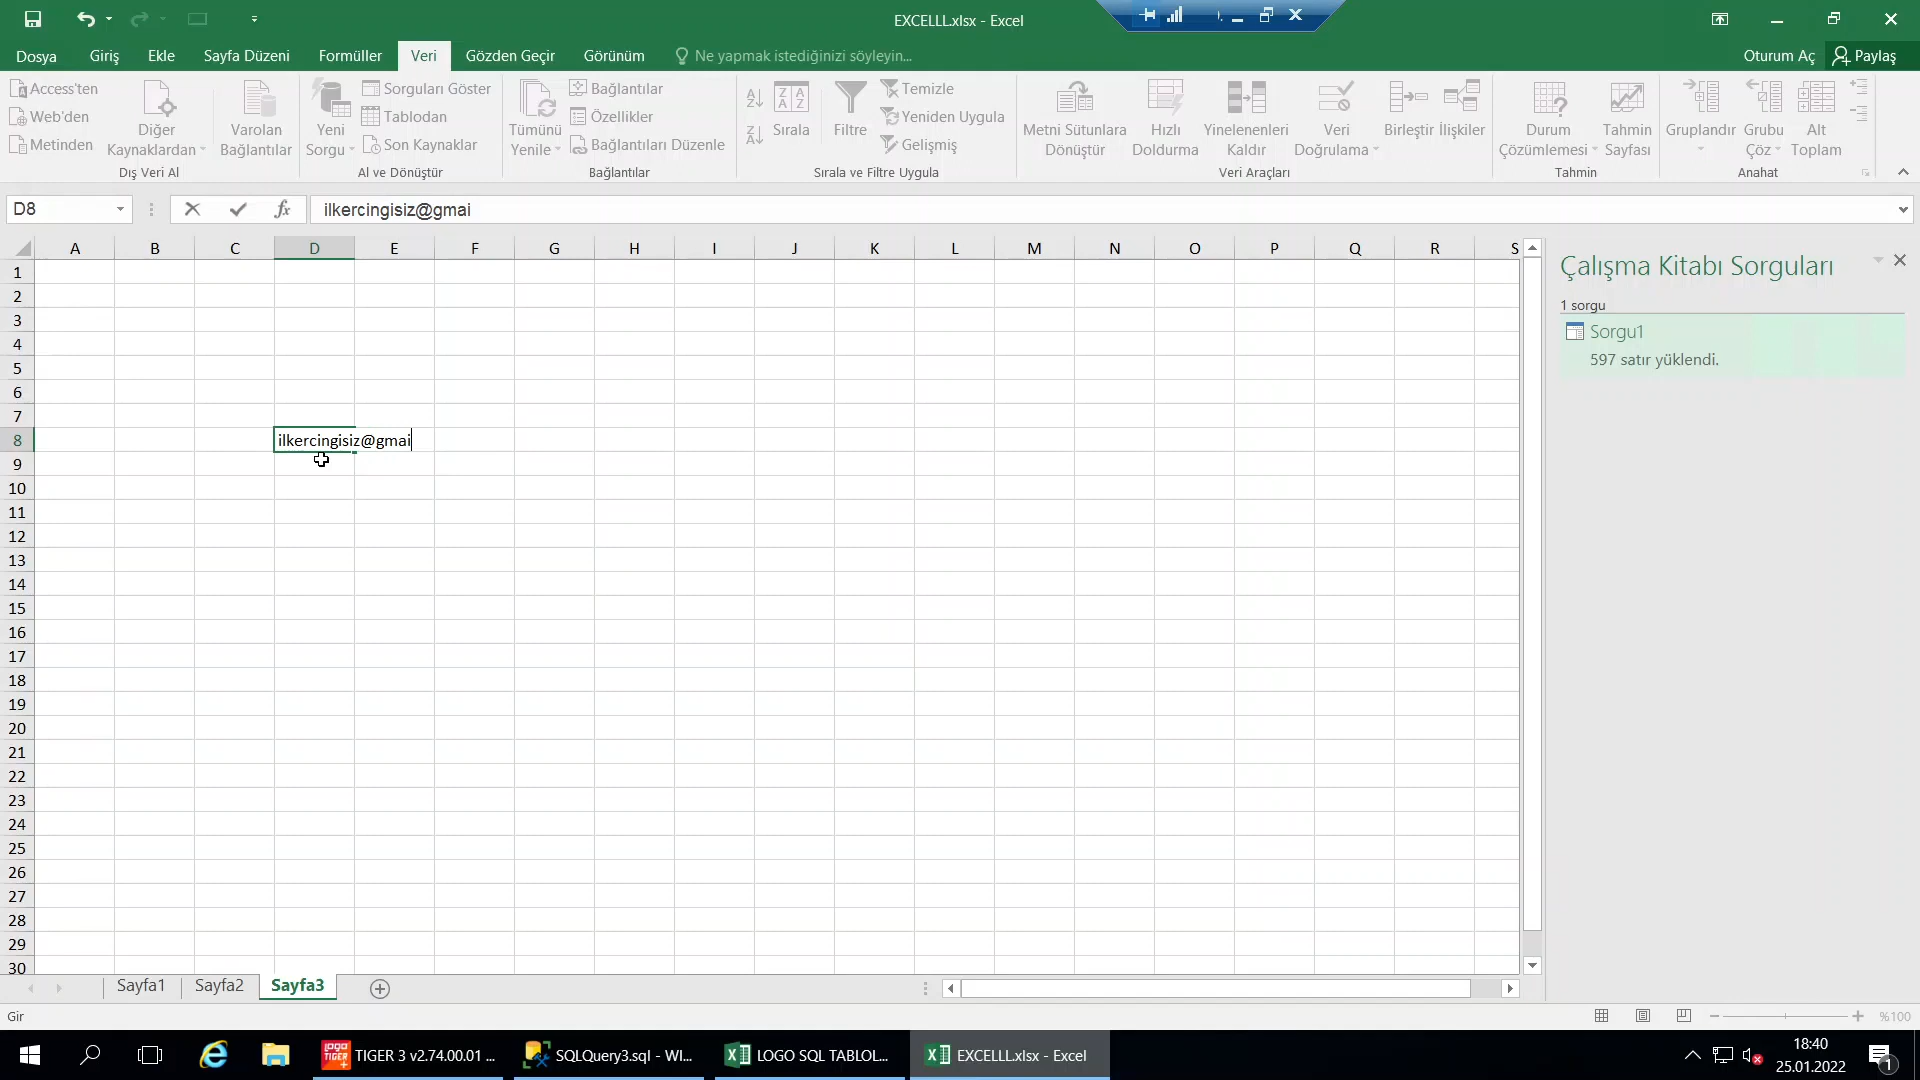 EXCELLL.xlsx - Excel
Dosya Giriş Ekle Sayfa Düzeni Formüller Veri Gözden Geçir Görünüm Ne yapmak istediğinizi söyleyin... Oturum Aç Paylaş
Access'ten
Web'den
Metinden
Diğer Kaynaklardan
Varolan Bağlantılar
Dış Veri Al
Yeni Sorgu
Sorguları Göster
Tablodan
Son Kaynaklar
Al ve Dönüştür
Tümünü Yenile
Bağlantılar
Özellikler
Bağlantıları Düzenle
Bağlantılar
Sırala
Filtre
Temizle
Yeniden Uygula
Gelişmiş
Sırala ve Filtre Uygula
Metni Sütunlara Dönüştür
Hızlı Doldurma
Yinelenenleri Kaldır
Veri Doğrulama
Birleştir
İlişkiler
Veri Araçları
Durum Çözümlemesi
Tahmin Sayfası
Tahmin
Gruplandır
Grubu Çöz
Alt Toplam
Anahat
D8 fx ilkercingisiz@gmai
A B C D E F G H I J K L M N O P Q R S
1
2
3
4
5
6
7
8 ilkercingisiz@gmai
9
10
11
12
13
14
15
16
17
18
19
20
21
22
23
24
25
26
27
28
29
30
Çalışma Kitabı Sorguları
1 sorgu
Sorgu1
597 satır yüklendi.
Sayfa1 Sayfa2 Sayfa3
Gir %100
TIGER 3 v2.74.00.01 ... SQLQuery3.sql - WI... LOGO SQL TABLOL... EXCELLL.xlsx - Excel
18:40
25.01.2022
1